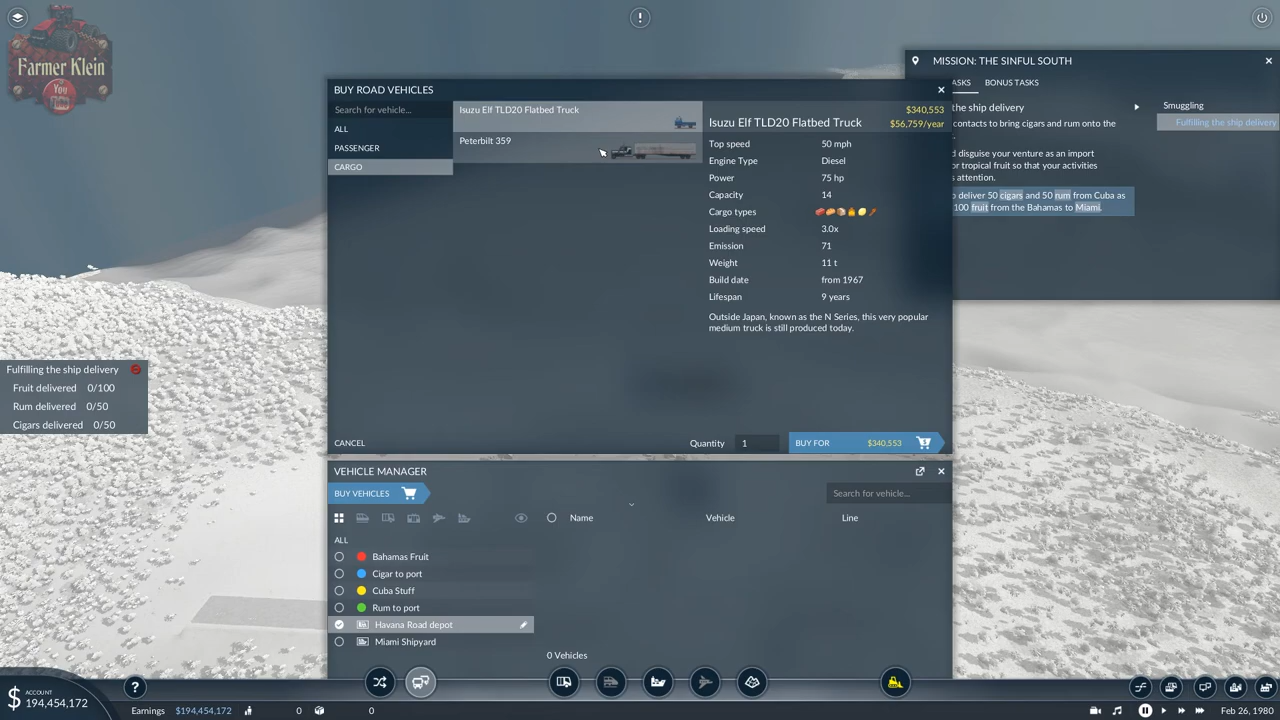 Farmer Klein
You
Tube
!
BUY ROAD VEHICLES
Search for vehicle...
ALL
PASSENGER
CARGO
Isuzu Elf TLD20 Flatbed Truck
Peterbilt 359
$340,553
Isuzu Elf TLD20 Flatbed Truck $56,759/year
Top speed 50 mph
Engine Type Diesel
Power 75 hp
Capacity 14
Cargo types
Loading speed 3.0x
Emission 71
Weight 11 t
Build date from 1967
Lifespan 9 years
Outside Japan, known as the N Series, this very popular
medium truck is still produced today.
CANCEL
Quantity 1 BUY FOR $340,553
MISSION: THE SINFUL SOUTH
ASKS BONUS TASKS
the ship delivery
contacts to bring cigars and rum onto the
d disguise your venture as an import
or tropical fruit so that your activities
s attention.
o deliver 50 cigars and 50 rum from Cuba as
100 fruit from the Bahamas to Miami.
Smuggling
Fulfilling the ship delivery
Fulfilling the ship delivery
Fruit delivered 0/100
Rum delivered 0/50
Cigars delivered 0/50
VEHICLE MANAGER
BUY VEHICLES
Search for vehicle...
Name Vehicle Line
ALL
Bahamas Fruit
Cigar to port
Cuba Stuff
Rum to port
Havana Road depot
Miami Shipyard
0 Vehicles
$ ACCOUNT
194,454,172
?
Earnings $194,454,172 0 0
Feb 26, 1980